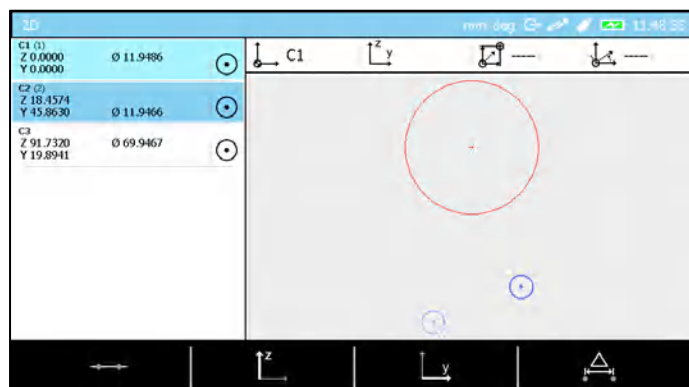 2D mm deg 11:48:36
C1 (1)
Z 0.0000 Ø 11.9486
Y 0.0000
C2 (2)
Z 18.4574
Y 45.8630 Ø 11.9466
C3
Z 91.7320 Ø 69.9467
Y 19.8941
C1 z y ---- ----
z
y